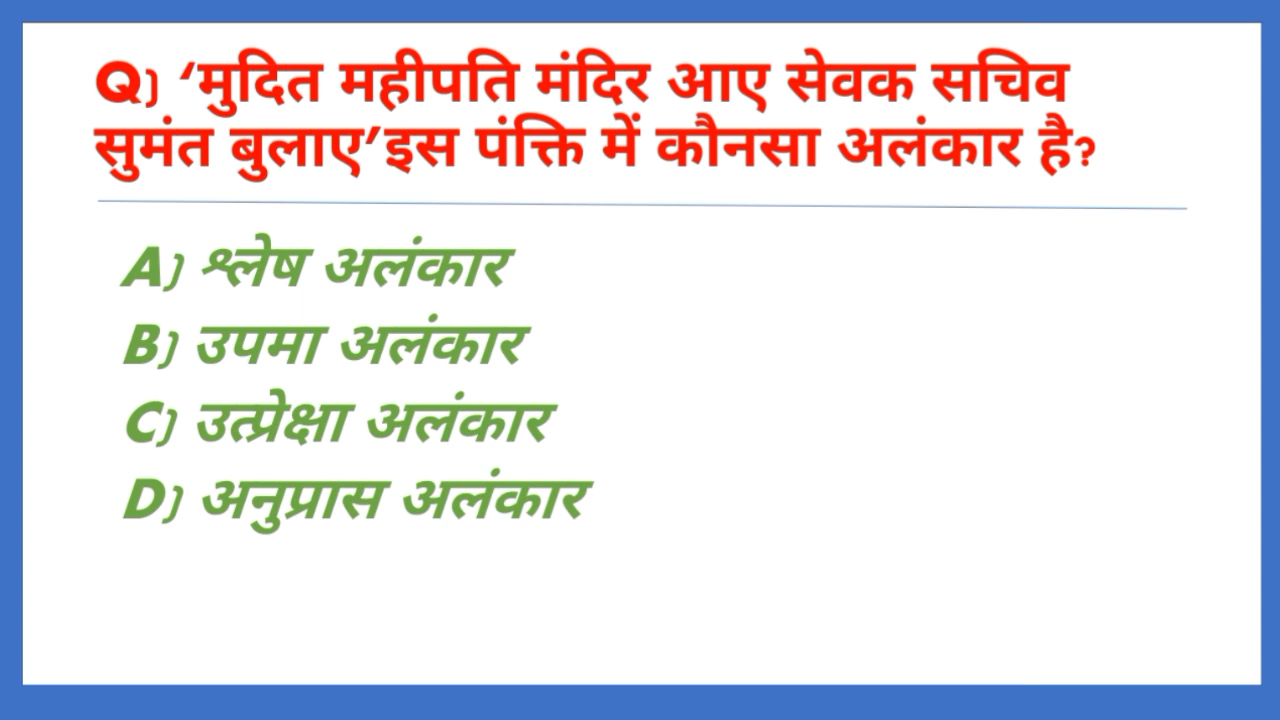 Q) ‘मुदित महीपति मंदिर आए सेवक सचिव
सुमंत बुलाए’इस पंक्ति में कौनसा अलंकार है?
A) श्लेष अलंकार
B) उपमा अलंकार
C) उत्प्रेक्षा अलंकार
D) अनुप्रास अलंकार